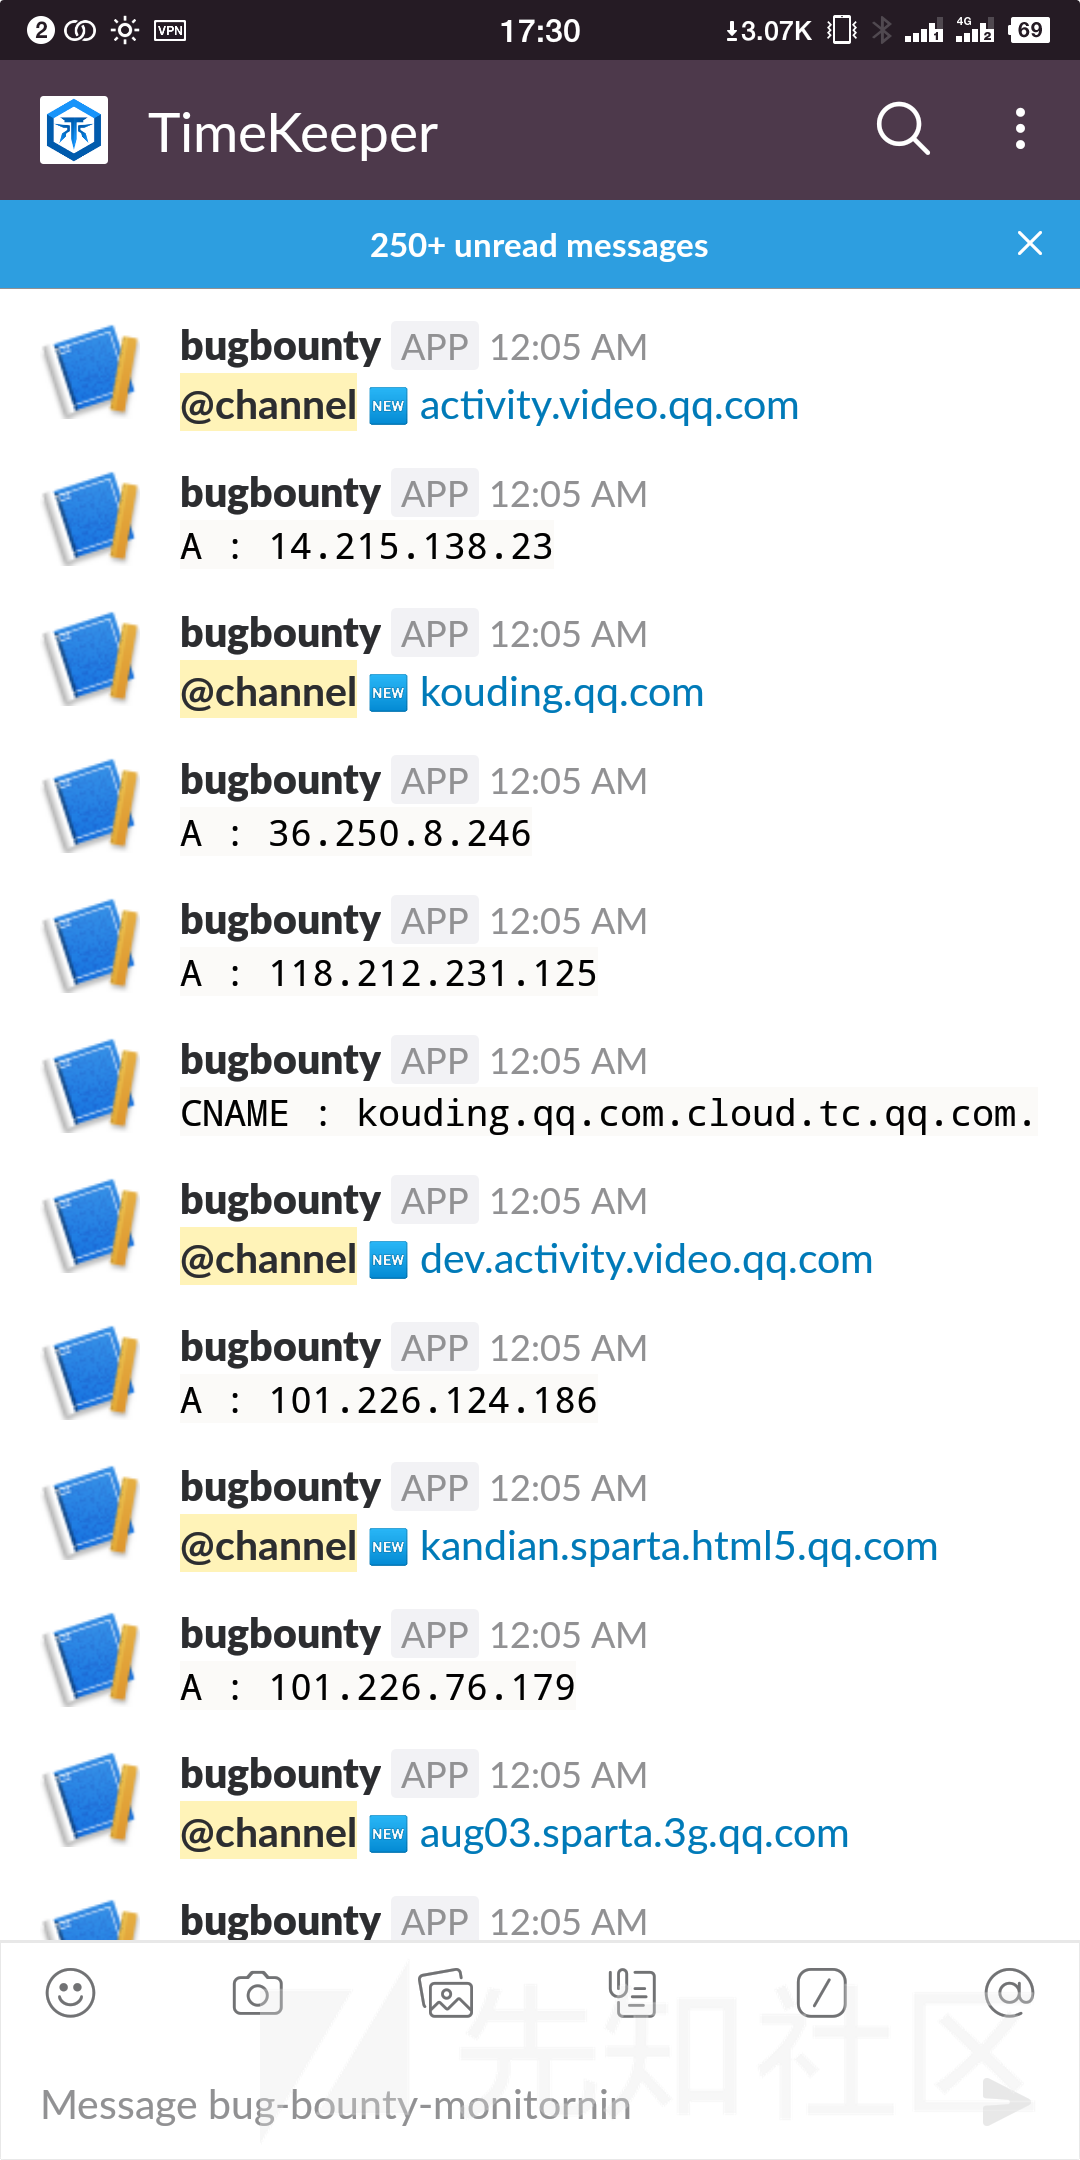 2 VPN 17:30 3.07K 1 4G 2 69
TimeKeeper
250+ unread messages
bugbounty APP 12:05 AM
@channel NEW activity.video.qq.com
bugbounty APP 12:05 AM
A : 14.215.138.23
bugbounty APP 12:05 AM
@channel NEW kouding.qq.com
bugbounty APP 12:05 AM
A : 36.250.8.246
bugbounty APP 12:05 AM
A : 118.212.231.125
bugbounty APP 12:05 AM
CNAME : kouding.qq.com.cloud.tc.qq.com.
bugbounty APP 12:05 AM
@channel NEW dev.activity.video.qq.com
bugbounty APP 12:05 AM
A : 101.226.124.186
bugbounty APP 12:05 AM
@channel NEW kandian.sparta.html5.qq.com
bugbounty APP 12:05 AM
A : 101.226.76.179
bugbounty APP 12:05 AM
@channel NEW aug03.sparta.3g.qq.com
bugbounty APP 12:05 AM
先知社区
Message bug-bounty-monitornin